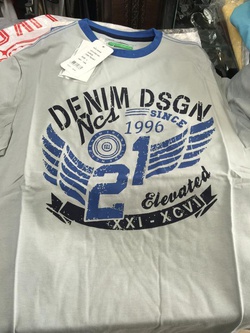 DENIM DSGN
NCS
SINCE
1996
21
Elevated
XXI - XCVI